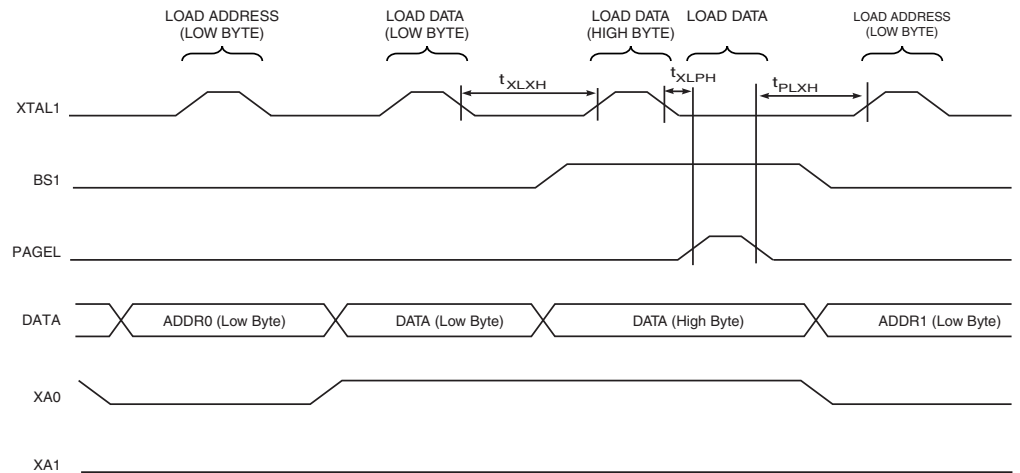 LOAD ADDRESS
(LOW BYTE)
LOAD DATA
(LOW BYTE)
LOAD DATA
(HIGH BYTE)
LOAD DATA
LOAD ADDRESS
(LOW BYTE)
tXLXH
tXLPH
tPLXH
XTAL1
BS1
PAGEL
DATA
ADDR0 (Low Byte)
DATA (Low Byte)
DATA (High Byte)
ADDR1 (Low Byte)
XA0
XA1